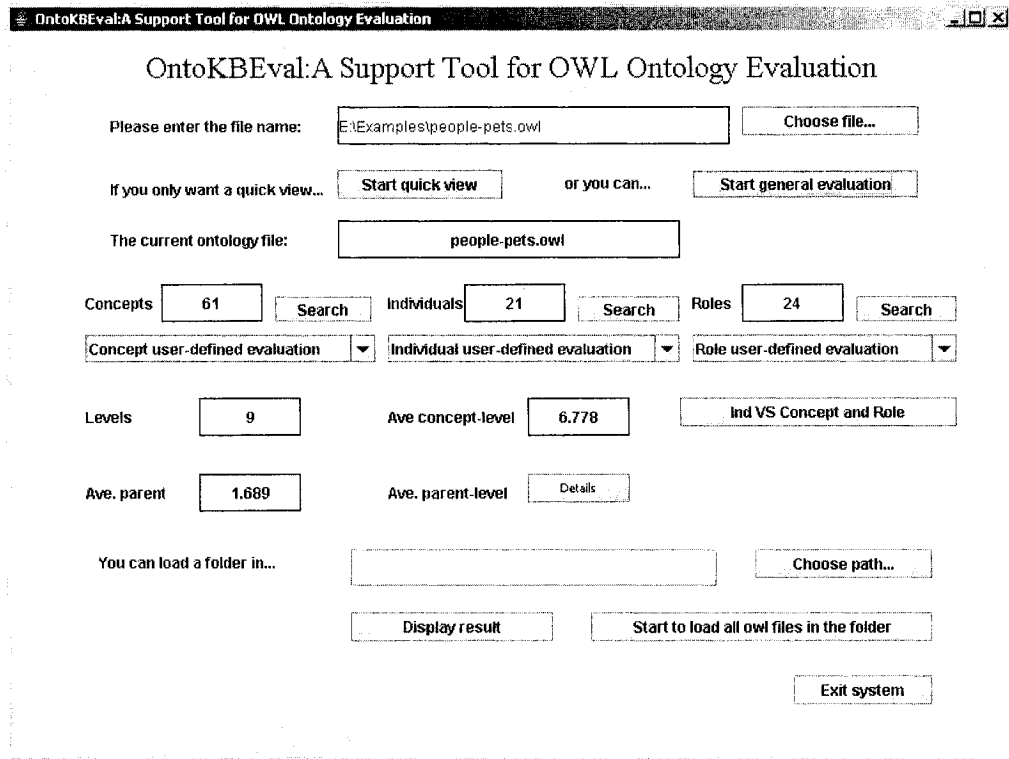 OntoKBEval:A Support Tool for OWL Ontology Evaluation
OntoKBEval:A Support Tool for OWL Ontology Evaluation
Please enter the file name: E:\Examples\people-pets.owl Choose file...
If you only want a quick view... Start quick view or you can... Start general evaluation
The current ontology file: people-pets.owl
Concepts 61 Search Individuals 21 Search Roles 24 Search
Concept user-defined evaluation Individual user-defined evaluation Role user-defined evaluation
Levels 9 Ave concept-level 6.778 Ind VS Concept and Role
Ave. parent 1.689 Ave. parent-level Details
You can load a folder in... Choose path...
Display result Start to load all owl files in the folder
Exit system